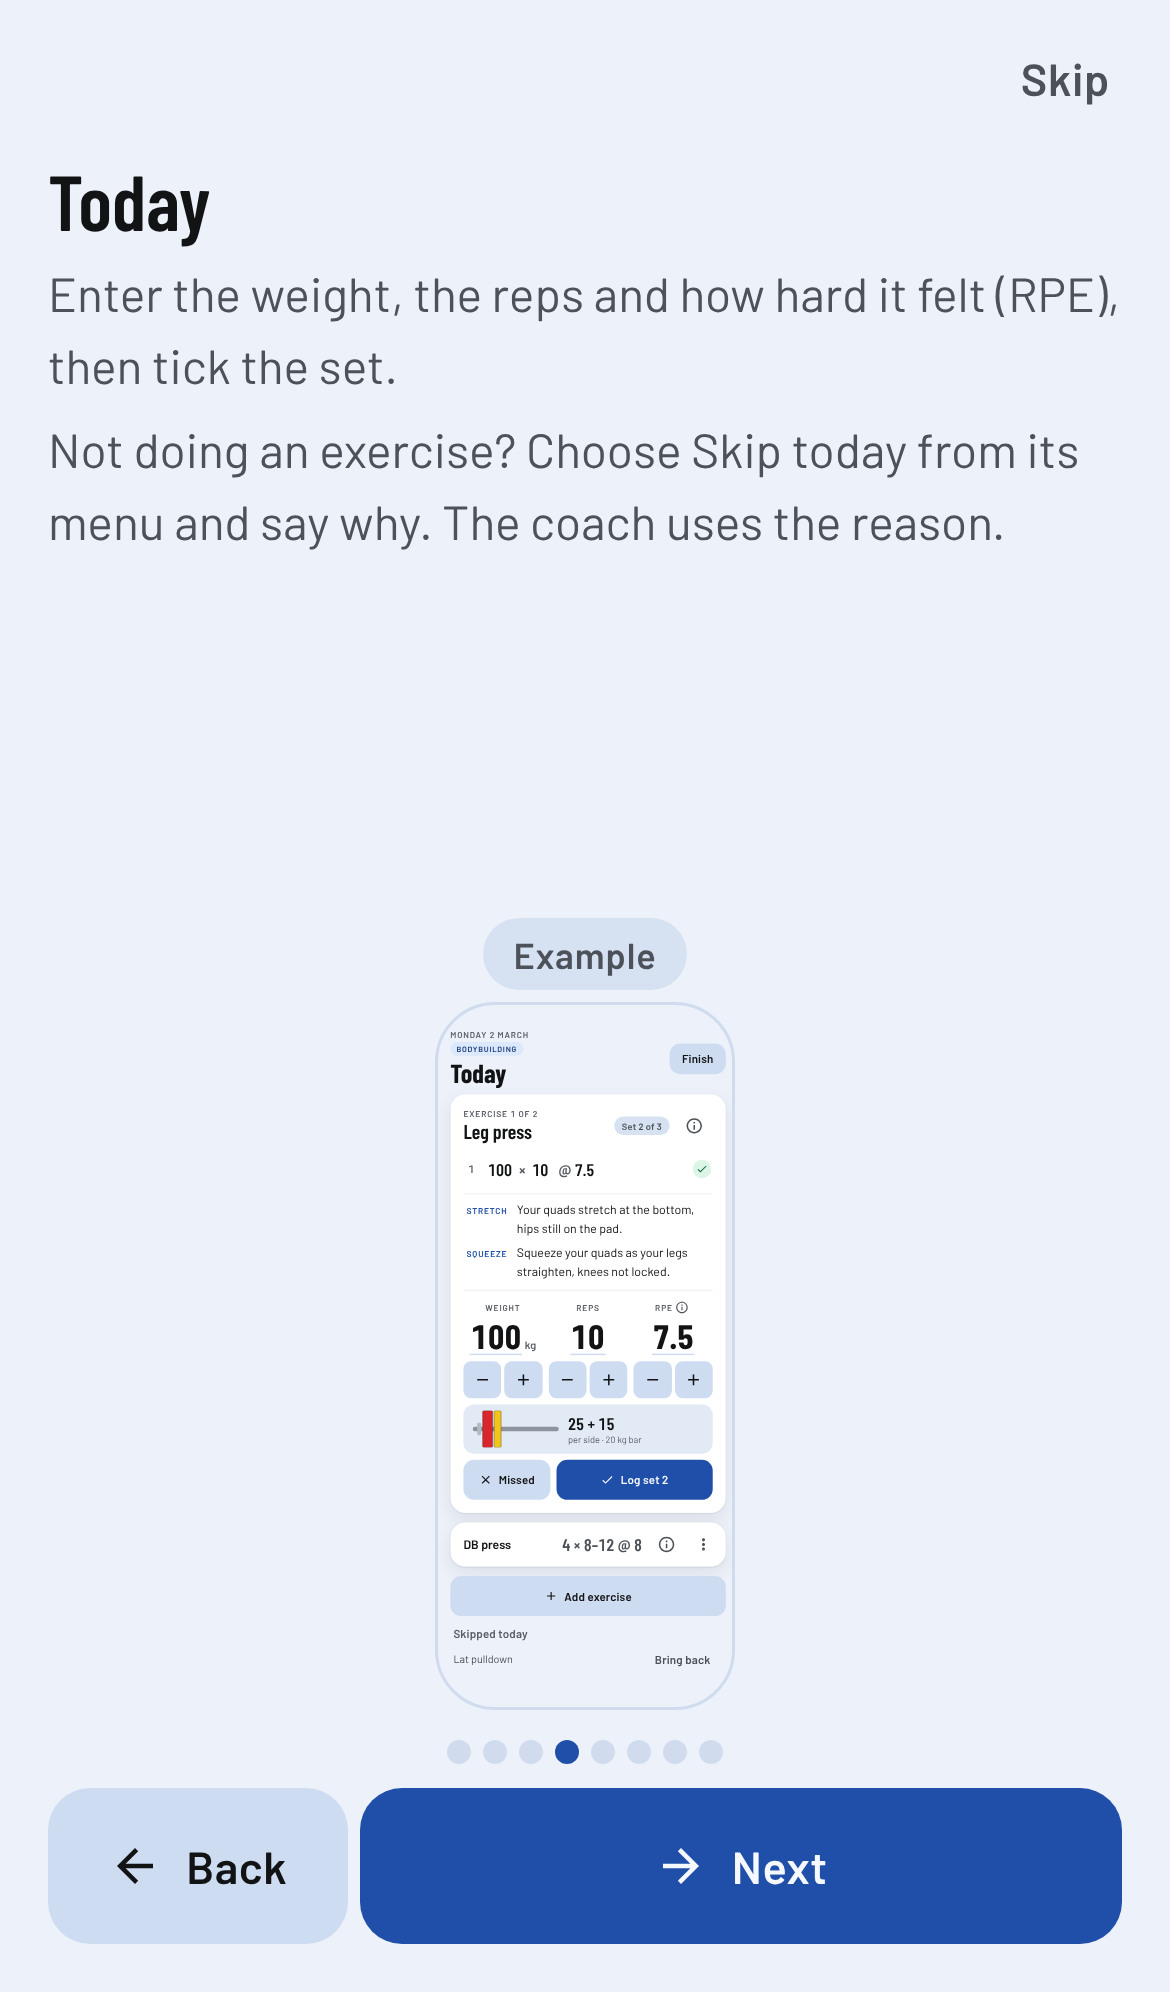 Skip
Today
Enter the weight, the reps and how hard it felt (RPE),
then tick the set.
Not doing an exercise? Choose Skip today from its
menu and say why. The coach uses the reason.
Example
MONDAY 2 MARCH
BODYBUILDING
Today
Finish
EXERCISE 1 OF 2
Leg press
Set 2 of 3
1 100 × 10 @ 7.5
STRETCH Your quads stretch at the bottom,
hips still on the pad.
SQUEEZE Squeeze your quads as your legs
straighten, knees not locked.
WEIGHT REPS RPE
100 kg 10 7.5
− + − + − +
25 + 15
per side · 20 kg bar
Missed Log set 2
DB press 4 × 8–12 @ 8
+ Add exercise
Skipped today
Lat pulldown Bring back
Back Next